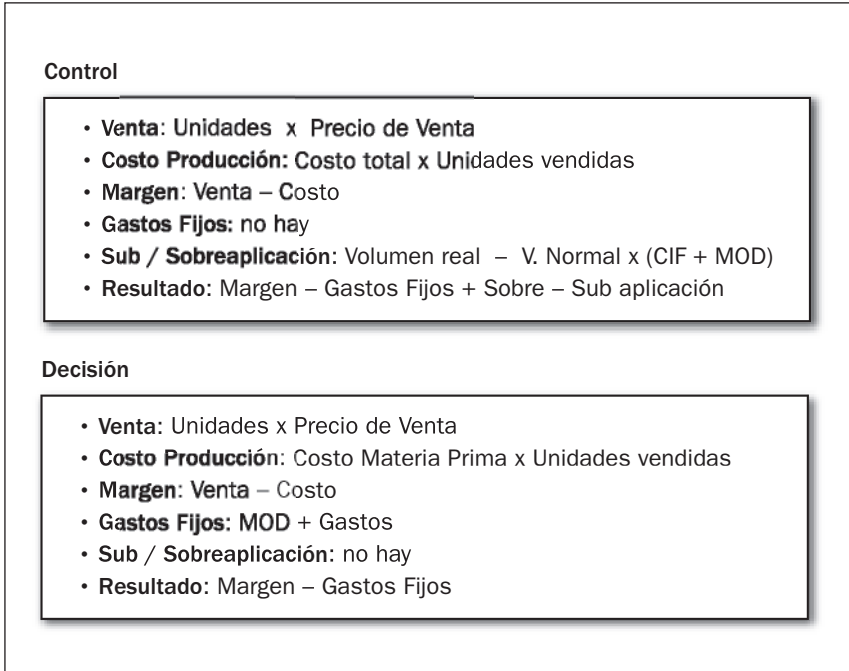 Control
• Venta: Unidades x Precio de Venta
• Costo Producción: Costo total x Unidades vendidas
• Margen: Venta – Costo
• Gastos Fijos: no hay
• Sub / Sobreaplicación: Volumen real – V. Normal x (CIF + MOD)
• Resultado: Margen – Gastos Fijos + Sobre – Sub aplicación
Decisión
• Venta: Unidades x Precio de Venta
• Costo Producción: Costo Materia Prima x Unidades vendidas
• Margen: Venta – Costo
• Gastos Fijos: MOD + Gastos
• Sub / Sobreaplicación: no hay
• Resultado: Margen – Gastos Fijos